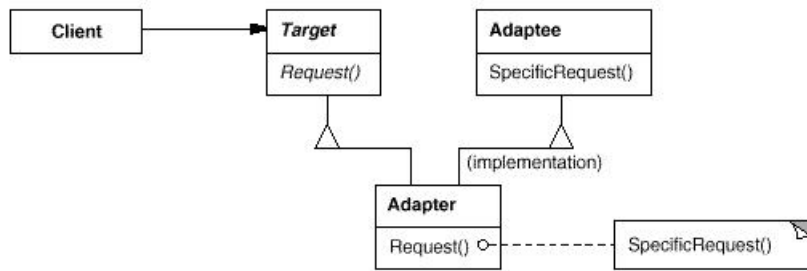 Client
Target
Request()
Adaptee
SpecificRequest()
(implementation)
Adapter
Request()
SpecificRequest()